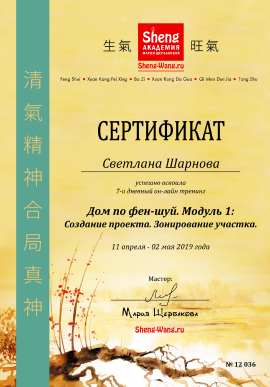 生氣
Sheng
АКАДЕМИЯ
МАРИИ ЩЕРБАКОВОЙ
旺氣
Sheng-Wang.ru
Feng Shui • Xuan Kong Fei Xing • Ba Zi • Xuan Kong Da Gua • Qi Men Dun Jia • Tong Shu
清氣精神合局真神
СЕРТИФИКАТ
Светлана Шарнова
успешно освоила
7-и дневный он-лайн тренинг
Дом по фен-шуй. Модуль 1:
Создание проекта. Зонирование участка.
11 апреля - 02 мая 2019 года
Мастер:
Мария Щербакова
Sheng-Wang.ru
№ 12 036